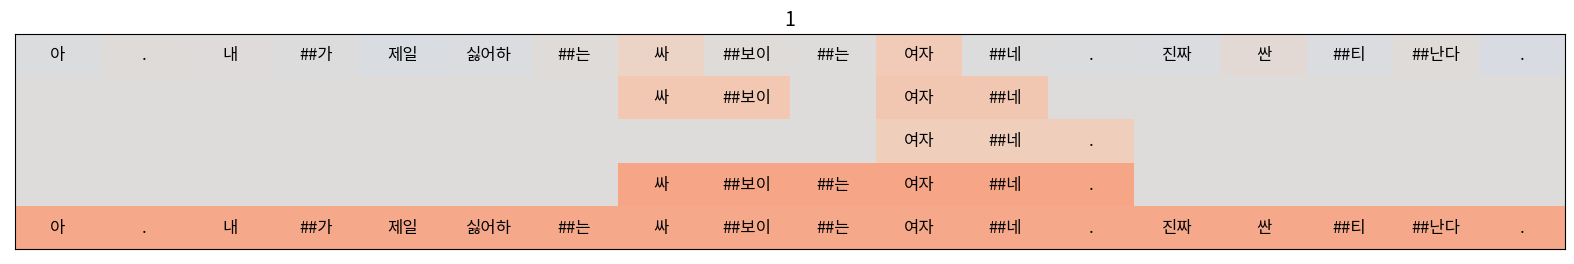 1
아 . 내 ##가 제일 싫어하 ##는 싸 ##보이 ##는 여자 ##네 . 진짜 싼 ##티 ##난다 .
싸 ##보이 여자 ##네
여자 ##네 .
싸 ##보이 ##는 여자 ##네 .
아 . 내 ##가 제일 싫어하 ##는 싸 ##보이 ##는 여자 ##네 . 진짜 싼 ##티 ##난다 .